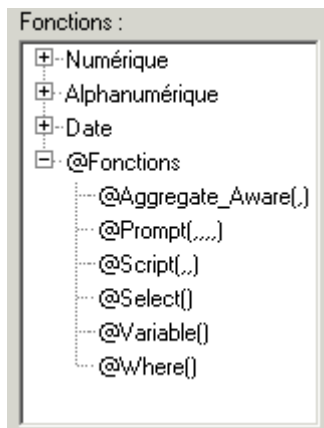 Fonctions :
Numérique
Alphanumérique
Date
@Fonctions
@Aggregate_Aware(,)
@Prompt(,,,,)
@Script(,,)
@Select()
@Variable()
@Where()